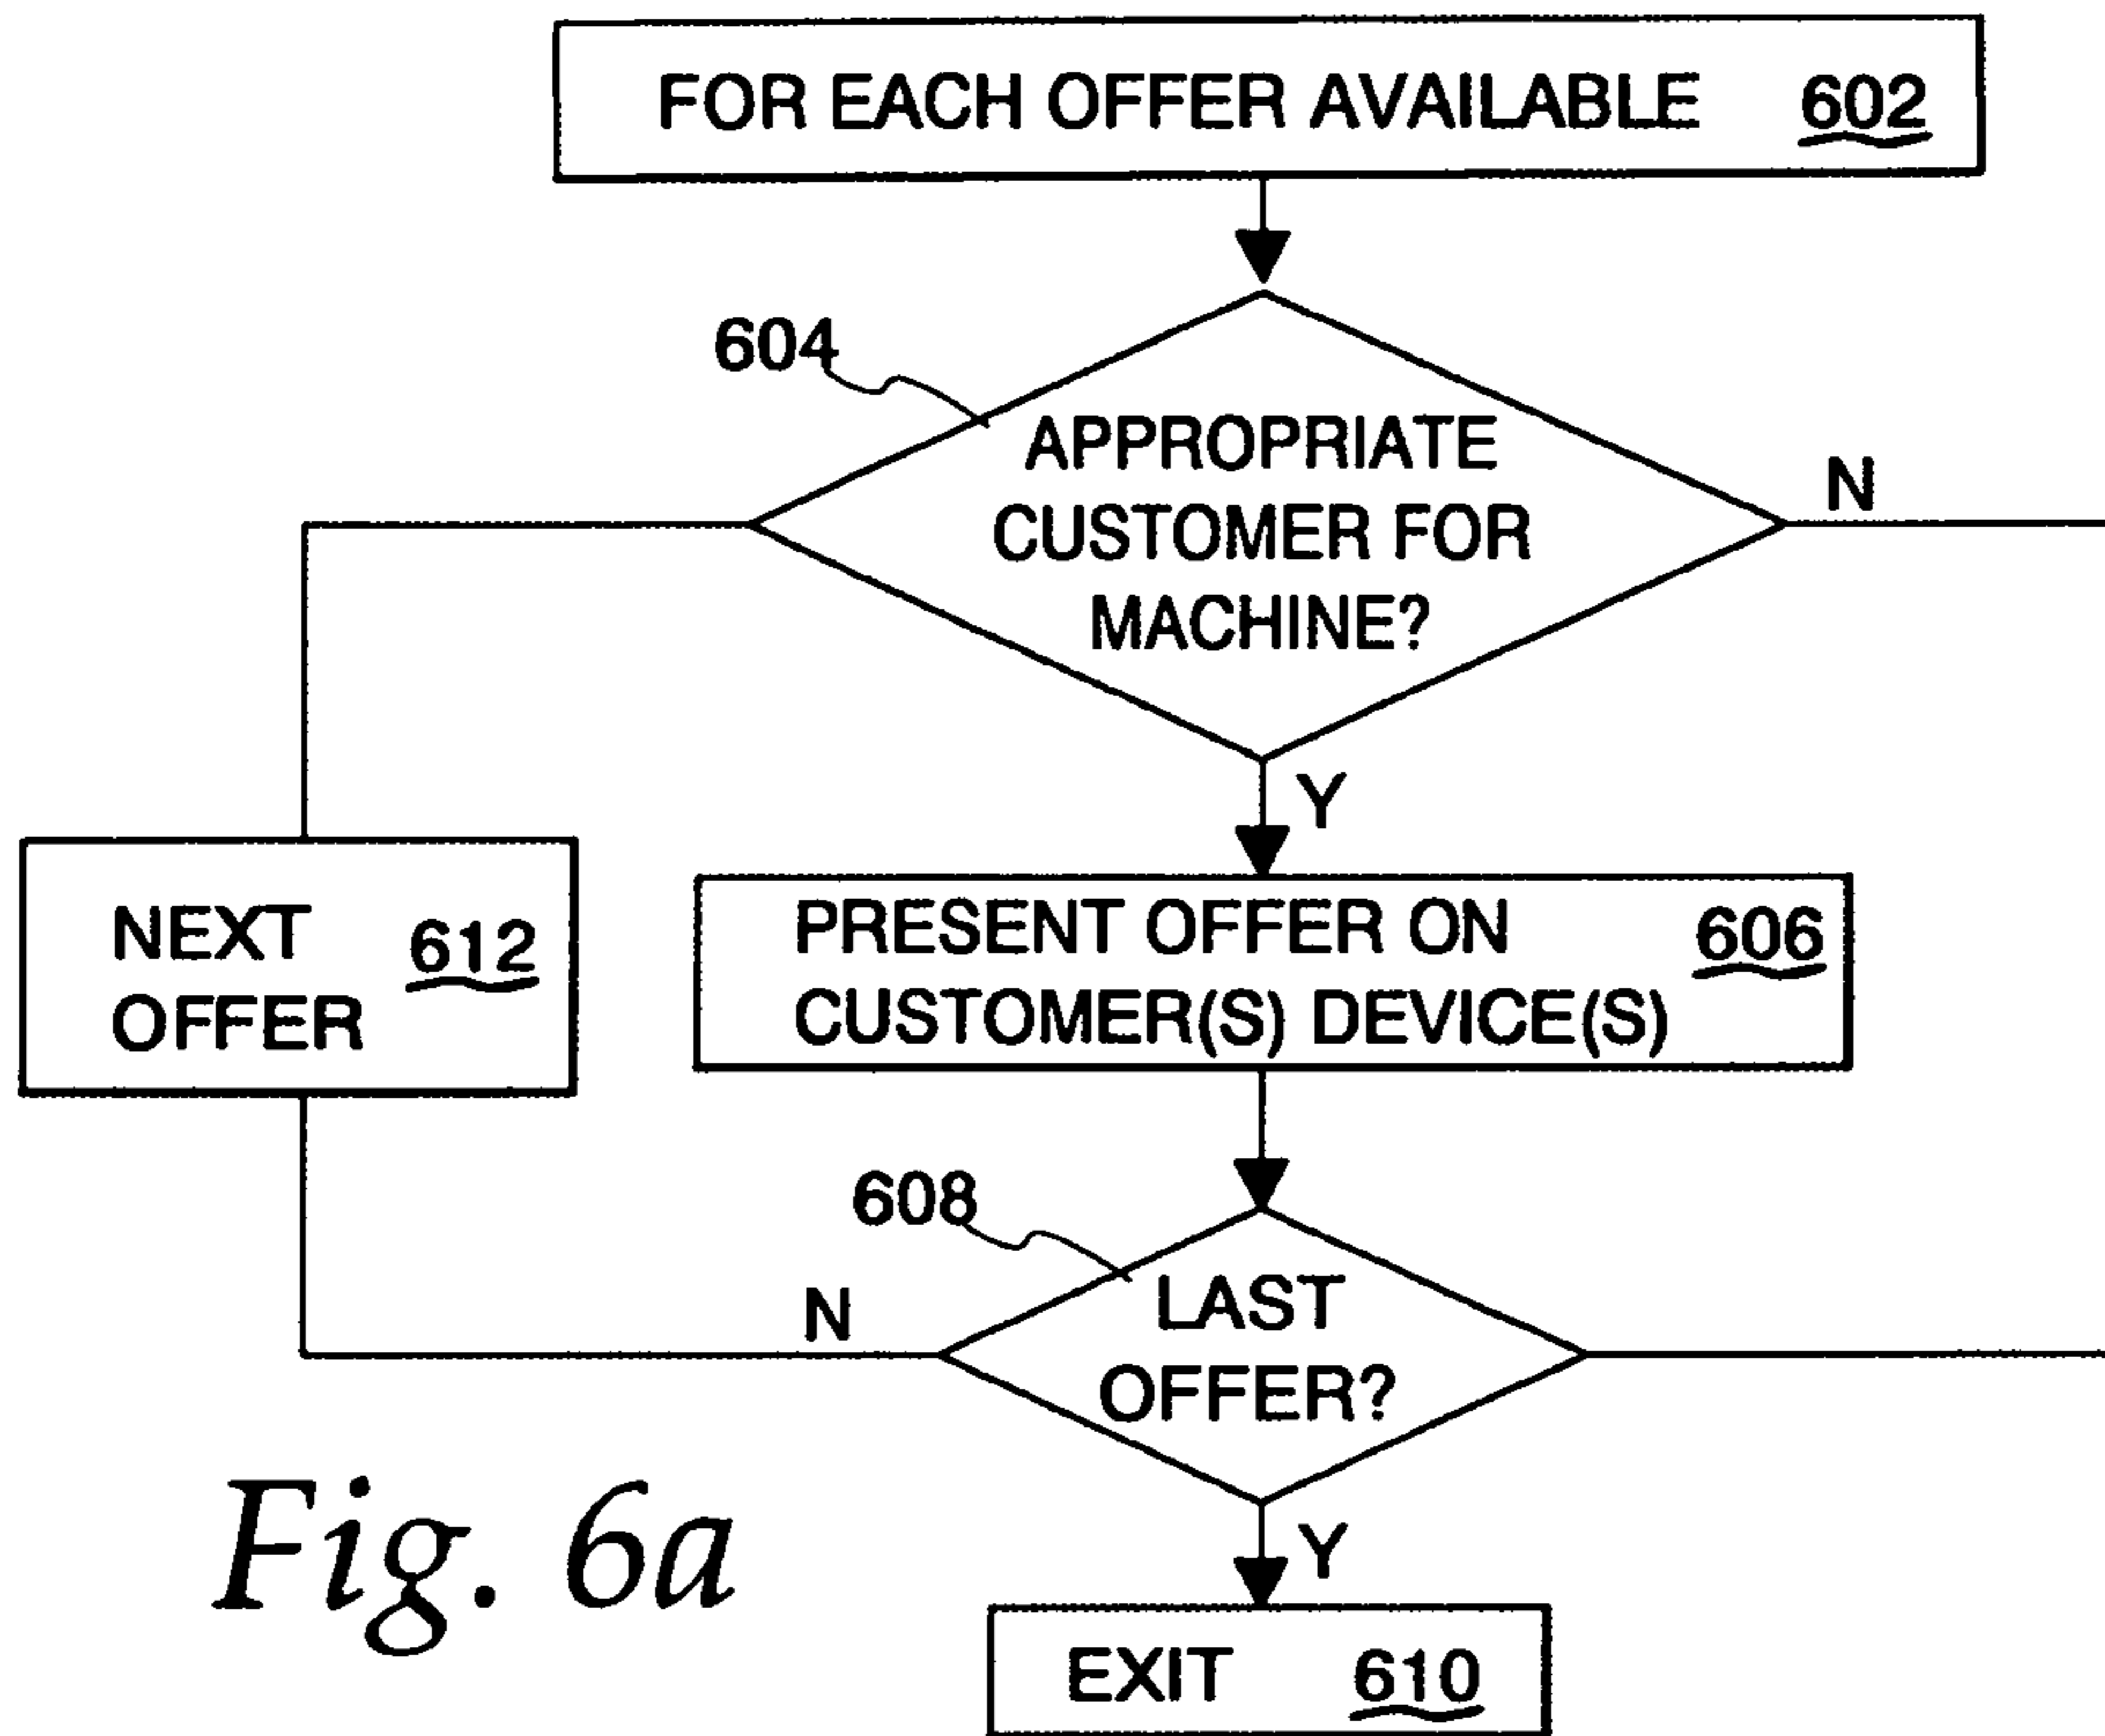 FOR EACH OFFER AVAILABLE 602
604
APPROPRIATE
CUSTOMER FOR
MACHINE?
N
Y
NEXT
OFFER 612
PRESENT OFFER ON
CUSTOMER(S) DEVICE(S) 606
608
LAST
OFFER?
N
Y
EXIT 610
Fig. 6a